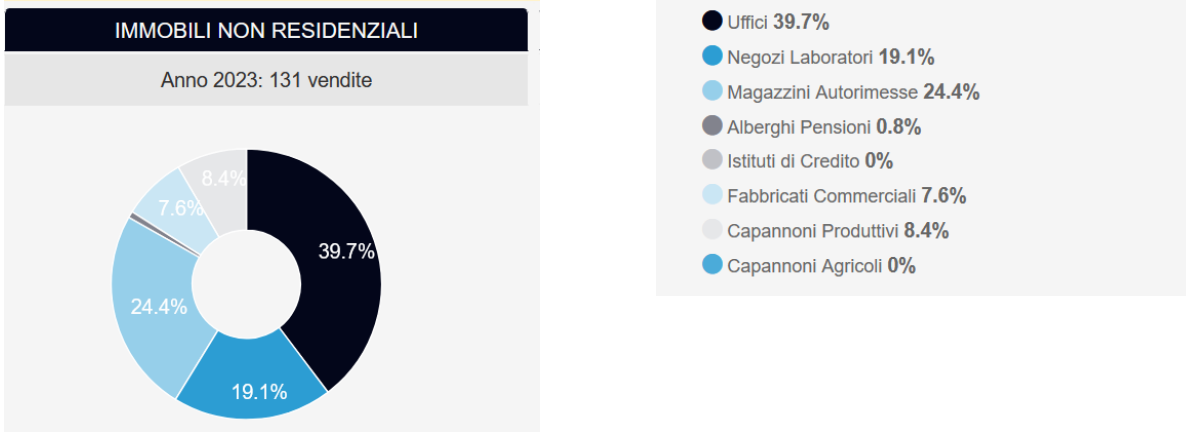 IMMOBILI NON RESIDENZIALI
Anno 2023: 131 vendite
8.4%
7.6%
39.7%
24.4%
19.1%
Uffici 39.7%
Negozi Laboratori 19.1%
Magazzini Autorimesse 24.4%
Alberghi Pensioni 0.8%
Istituti di Credito 0%
Fabbricati Commerciali 7.6%
Capannoni Produttivi 8.4%
Capannoni Agricoli 0%